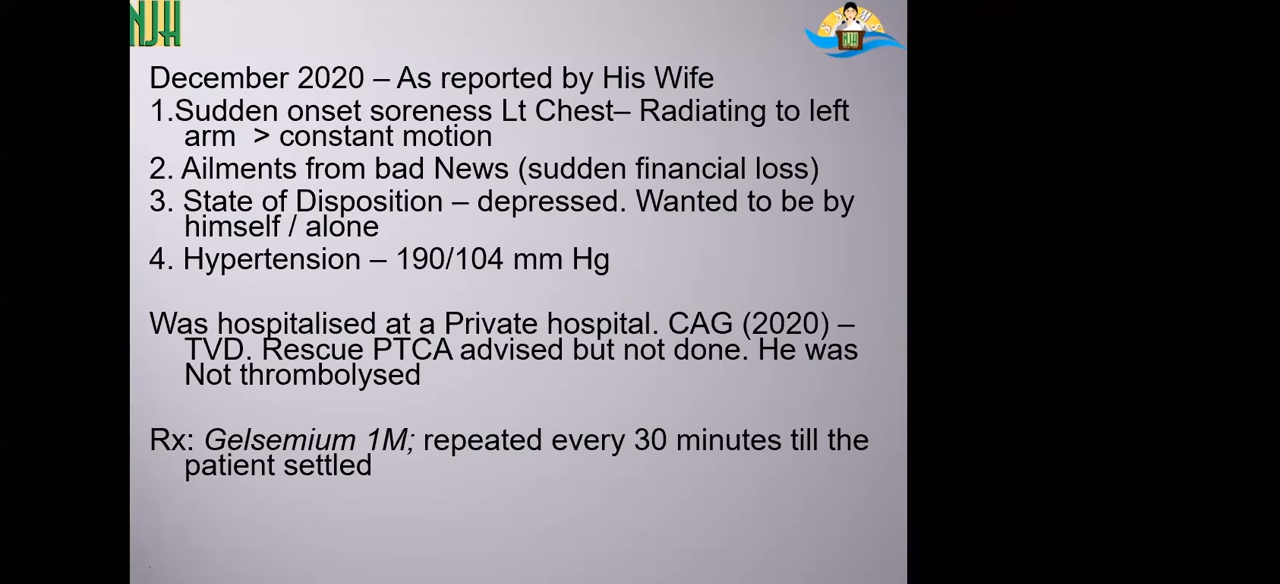 NJH
SSMS
NJH
December 2020 – As reported by His Wife
1.Sudden onset soreness Lt Chest– Radiating to left
arm > constant motion
2. Ailments from bad News (sudden financial loss)
3. State of Disposition – depressed. Wanted to be by
himself / alone
4. Hypertension – 190/104 mm Hg
Was hospitalised at a Private hospital. CAG (2020) –
TVD. Rescue PTCA advised but not done. He was
Not thrombolysed
Rx: Gelsemium 1M; repeated every 30 minutes till the
patient settled